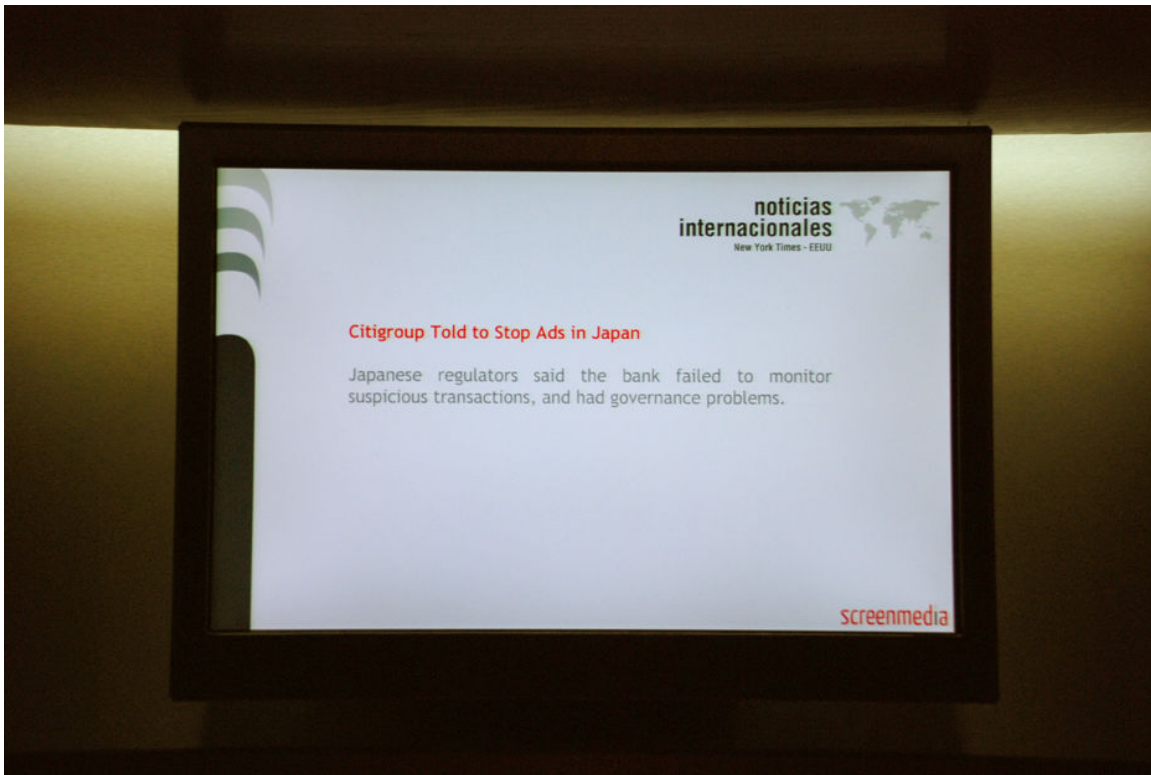 noticias
internacionales
New York Times - EEUU
Citigroup Told to Stop Ads in Japan
Japanese regulators said the bank failed to monitor
suspicious transactions, and had governance problems.
screenmedia